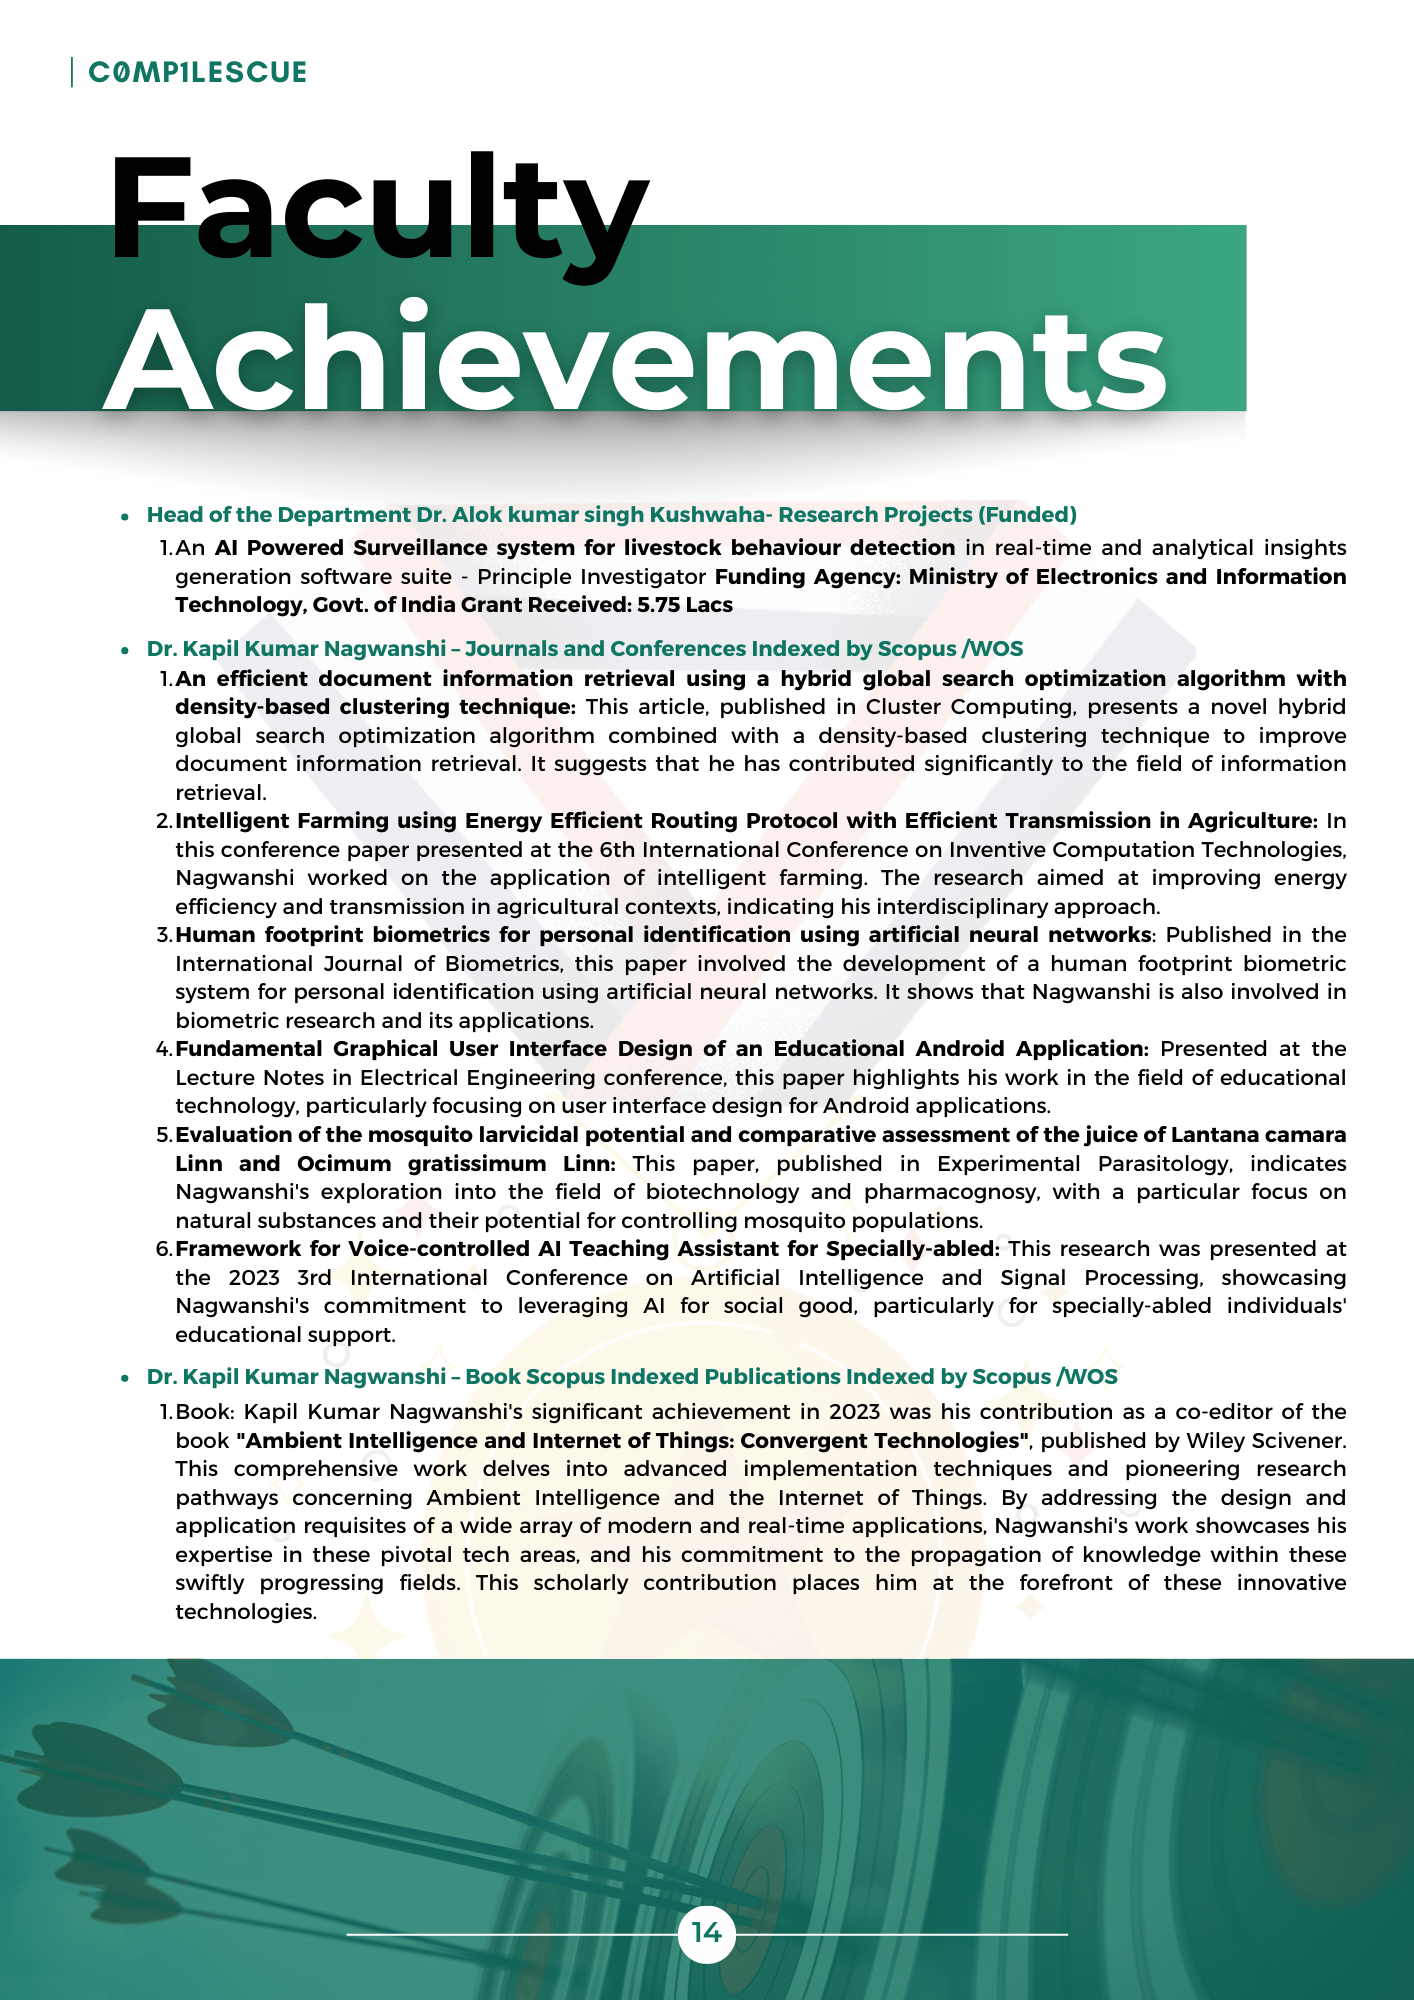 C0MP1LESCUE
Faculty
Achievements
• Head of the Department Dr. Alok kumar singh Kushwaha- Research Projects (Funded)
1. An AI Powered Surveillance system for livestock behaviour detection in real-time and analytical insights
generation software suite - Principle Investigator Funding Agency: Ministry of Electronics and Information
Technology, Govt. of India Grant Received: 5.75 Lacs
• Dr. Kapil Kumar Nagwanshi – Journals and Conferences Indexed by Scopus /WOS
1. An efficient document information retrieval using a hybrid global search optimization algorithm with
density-based clustering technique: This article, published in Cluster Computing, presents a novel hybrid
global search optimization algorithm combined with a density-based clustering technique to improve
document information retrieval. It suggests that he has contributed significantly to the field of information
retrieval.
2. Intelligent Farming using Energy Efficient Routing Protocol with Efficient Transmission in Agriculture: In
this conference paper presented at the 6th International Conference on Inventive Computation Technologies,
Nagwanshi worked on the application of intelligent farming. The research aimed at improving energy
efficiency and transmission in agricultural contexts, indicating his interdisciplinary approach.
3. Human footprint biometrics for personal identification using artificial neural networks: Published in the
International Journal of Biometrics, this paper involved the development of a human footprint biometric
system for personal identification using artificial neural networks. It shows that Nagwanshi is also involved in
biometric research and its applications.
4. Fundamental Graphical User Interface Design of an Educational Android Application: Presented at the
Lecture Notes in Electrical Engineering conference, this paper highlights his work in the field of educational
technology, particularly focusing on user interface design for Android applications.
5. Evaluation of the mosquito larvicidal potential and comparative assessment of the juice of Lantana camara
Linn and Ocimum gratissimum Linn: This paper, published in Experimental Parasitology, indicates
Nagwanshi's exploration into the field of biotechnology and pharmacognosy, with a particular focus on
natural substances and their potential for controlling mosquito populations.
6. Framework for Voice-controlled AI Teaching Assistant for Specially-abled: This research was presented at
the 2023 3rd International Conference on Artificial Intelligence and Signal Processing, showcasing
Nagwanshi's commitment to leveraging AI for social good, particularly for specially-abled individuals'
educational support.
• Dr. Kapil Kumar Nagwanshi – Book Scopus Indexed Publications Indexed by Scopus /WOS
1. Book: Kapil Kumar Nagwanshi's significant achievement in 2023 was his contribution as a co-editor of the
book "Ambient Intelligence and Internet of Things: Convergent Technologies", published by Wiley Scivener.
This comprehensive work delves into advanced implementation techniques and pioneering research
pathways concerning Ambient Intelligence and the Internet of Things. By addressing the design and
application requisites of a wide array of modern and real-time applications, Nagwanshi's work showcases his
expertise in these pivotal tech areas, and his commitment to the propagation of knowledge within these
swiftly progressing fields. This scholarly contribution places him at the forefront of these innovative
technologies.
14